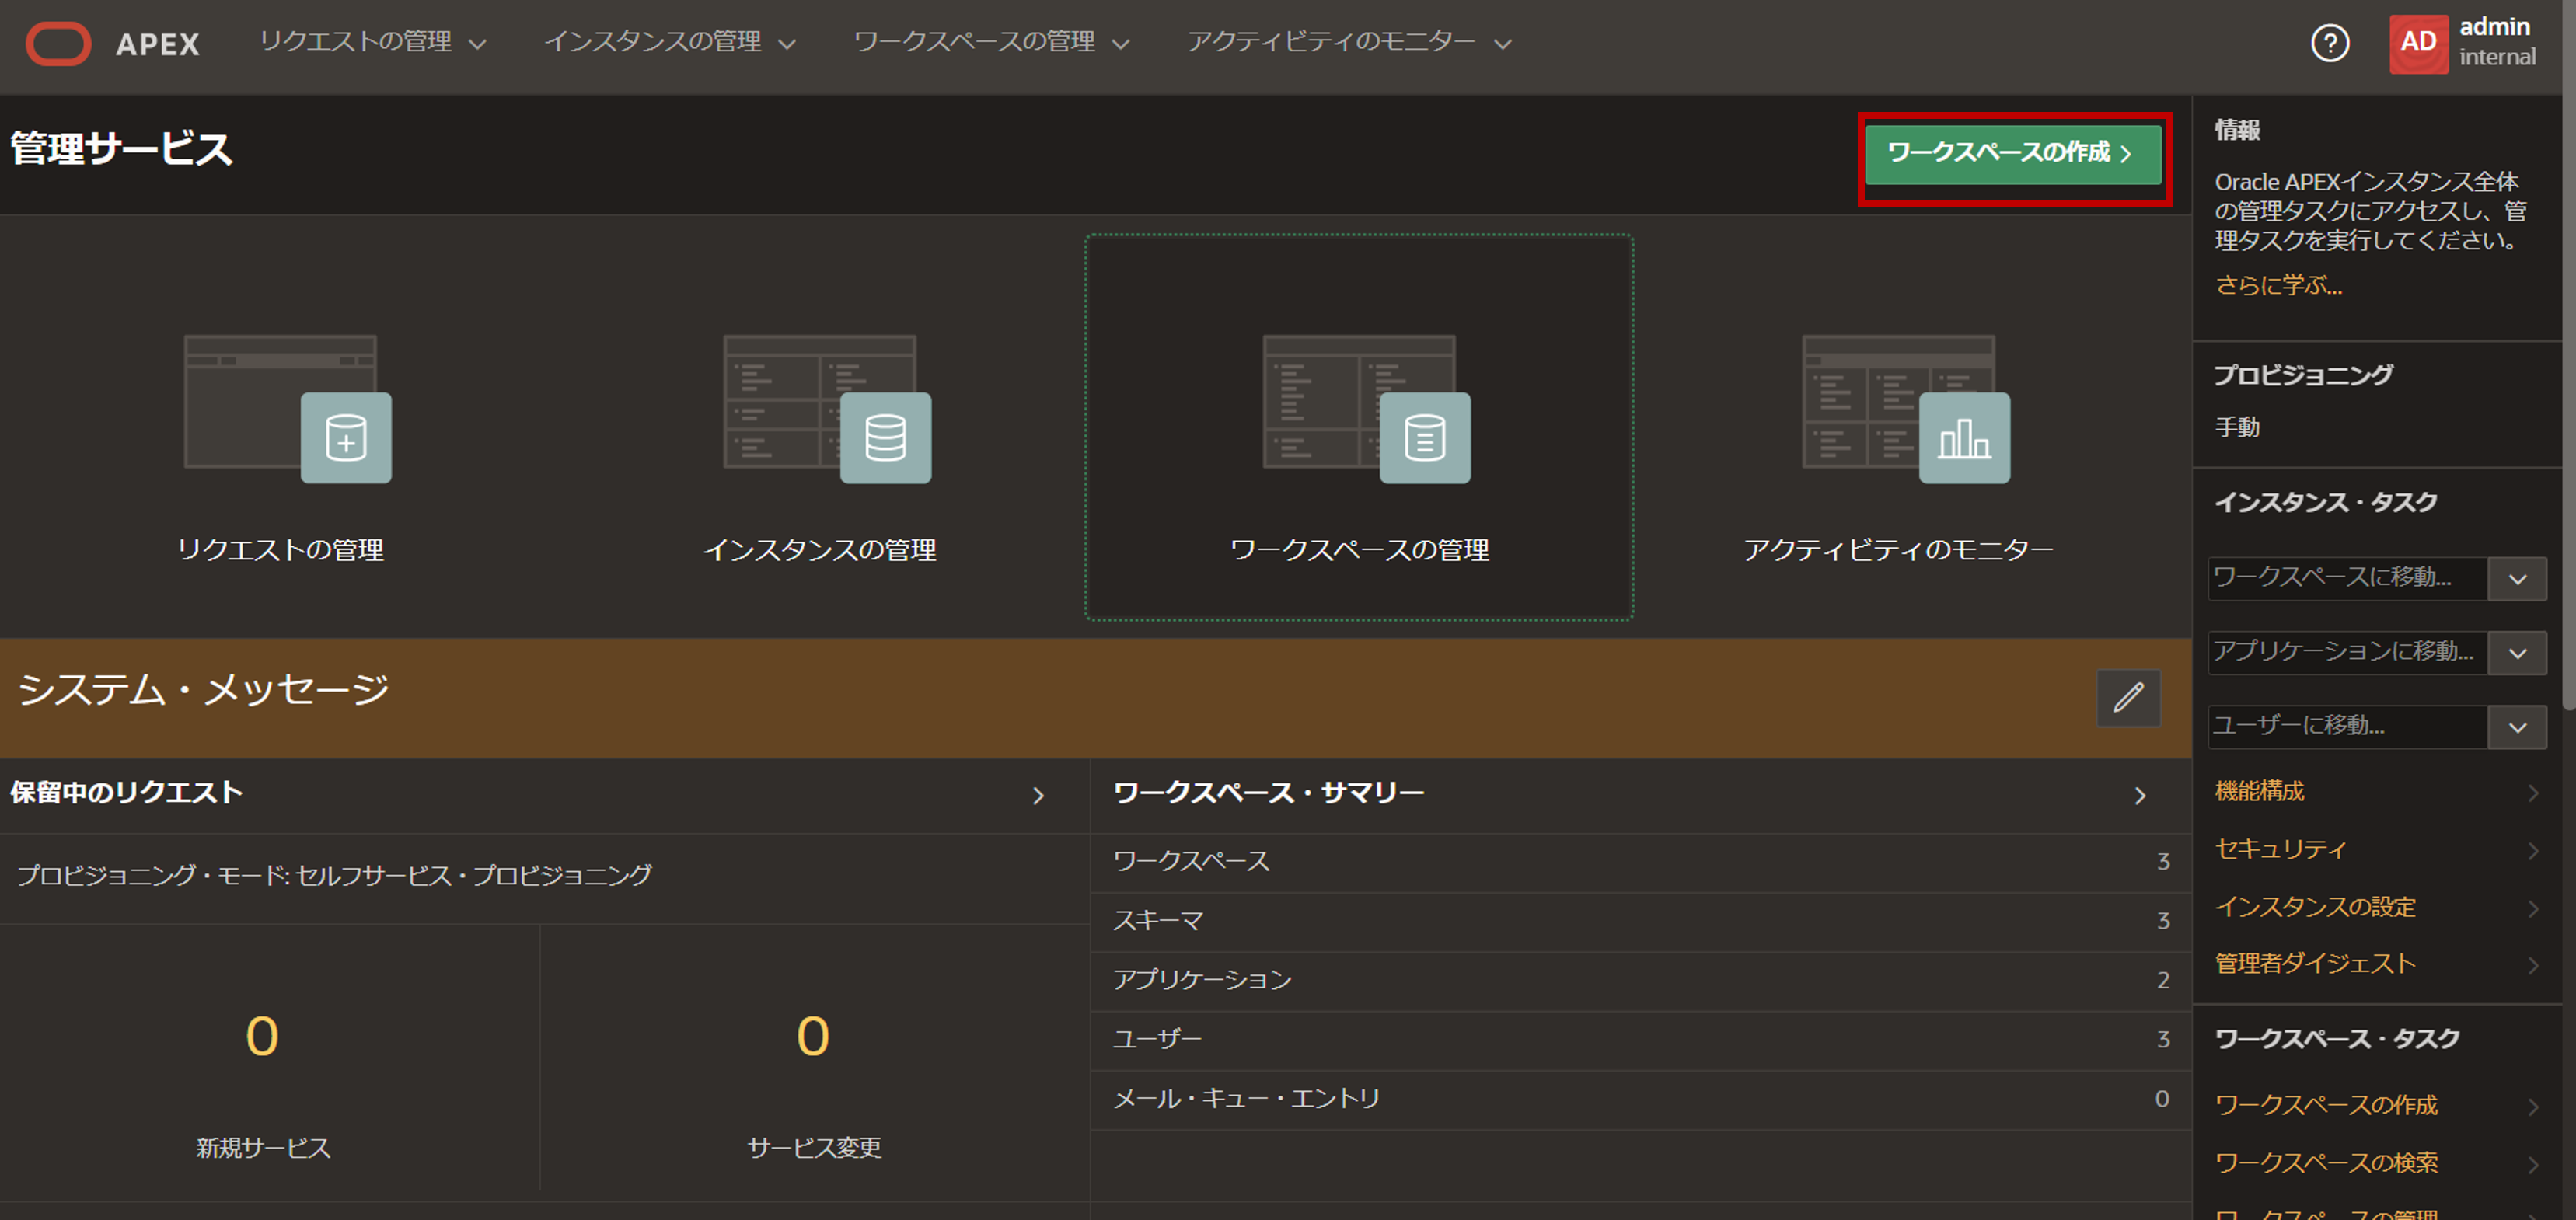 APEX
リクエストの管理
インスタンスの管理
ワークスペースの管理
アクティビティのモニター
AD
admin
internal
管理サービス
ワークスペースの作成
リクエストの管理
インスタンスの管理
ワークスペースの管理
アクティビティのモニター
システム・メッセージ
保留中のリクエスト
プロビジョニング・モード: セルフサービス・プロビジョニング
0
新規サービス
0
サービス変更
ワークスペース・サマリー
ワークスペース 3
スキーマ 3
アプリケーション 2
ユーザー 3
メール・キュー・エントリ 0
情報
Oracle APEXインスタンス全体
の管理タスクにアクセスし、管
理タスクを実行してください。
さらに学ぶ...
プロビジョニング
手動
インスタンス・タスク
ワークスペースに移動...
アプリケーションに移動...
ユーザーに移動...
機能構成
セキュリティ
インスタンスの設定
管理者ダイジェスト
ワークスペース・タスク
ワークスペースの作成
ワークスペースの検索
ワークスペースの管理